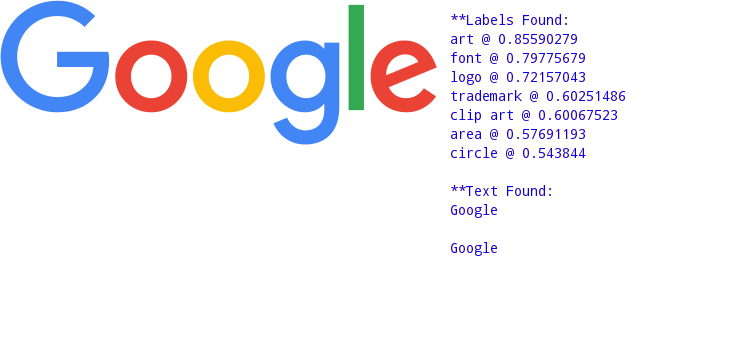 Google
**Labels Found:
art @ 0.85590279
font @ 0.79775679
logo @ 0.72157043
trademark @ 0.60251486
clip art @ 0.60067523
area @ 0.57691193
circle @ 0.543844
**Text Found:
Google
Google